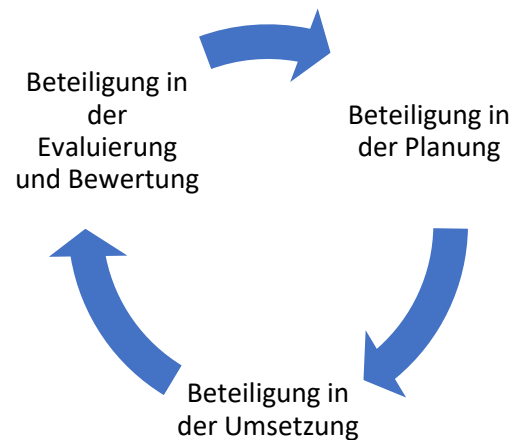 Beteiligung in
der
Evaluierung
und Bewertung
Beteiligung in
der Planung
Beteiligung in
der Umsetzung